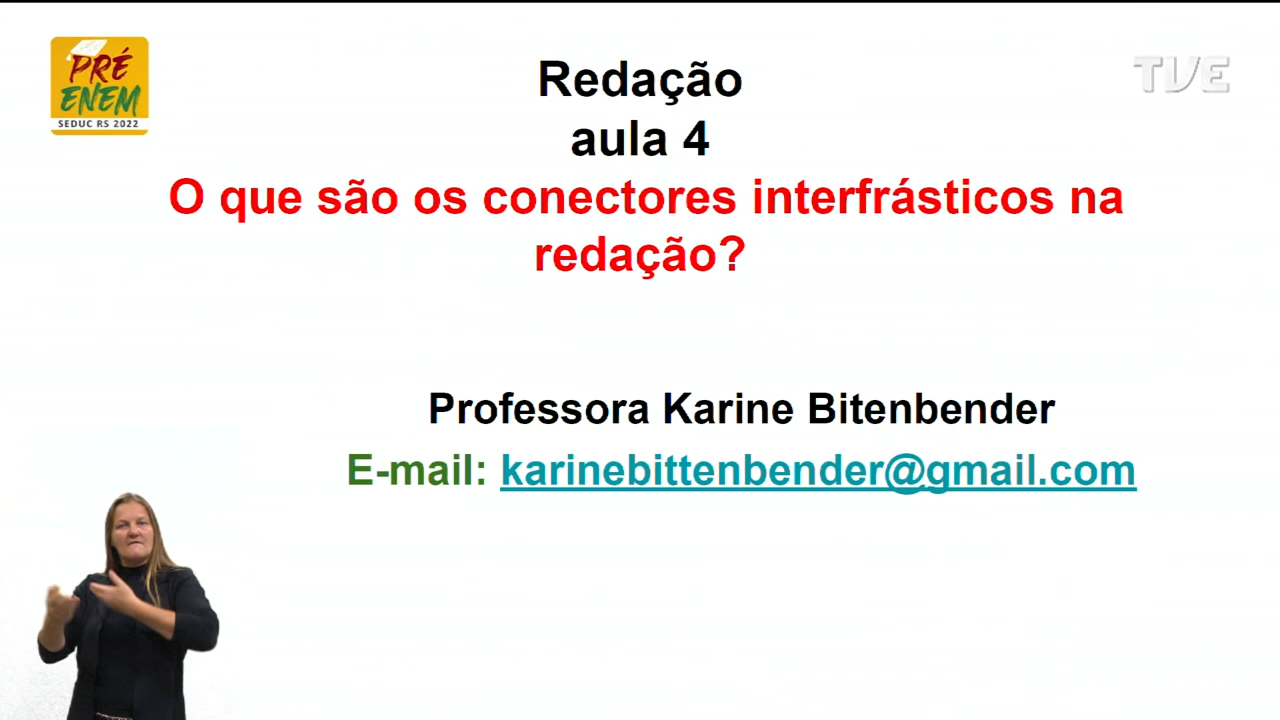 PRÉ
ENEM
SEDUC RS 2022
TVE
Redação
aula 4
O que são os conectores interfrásticos na
redação?
Professora Karine Bitenbender
E-mail: karinebittenbender@gmail.com